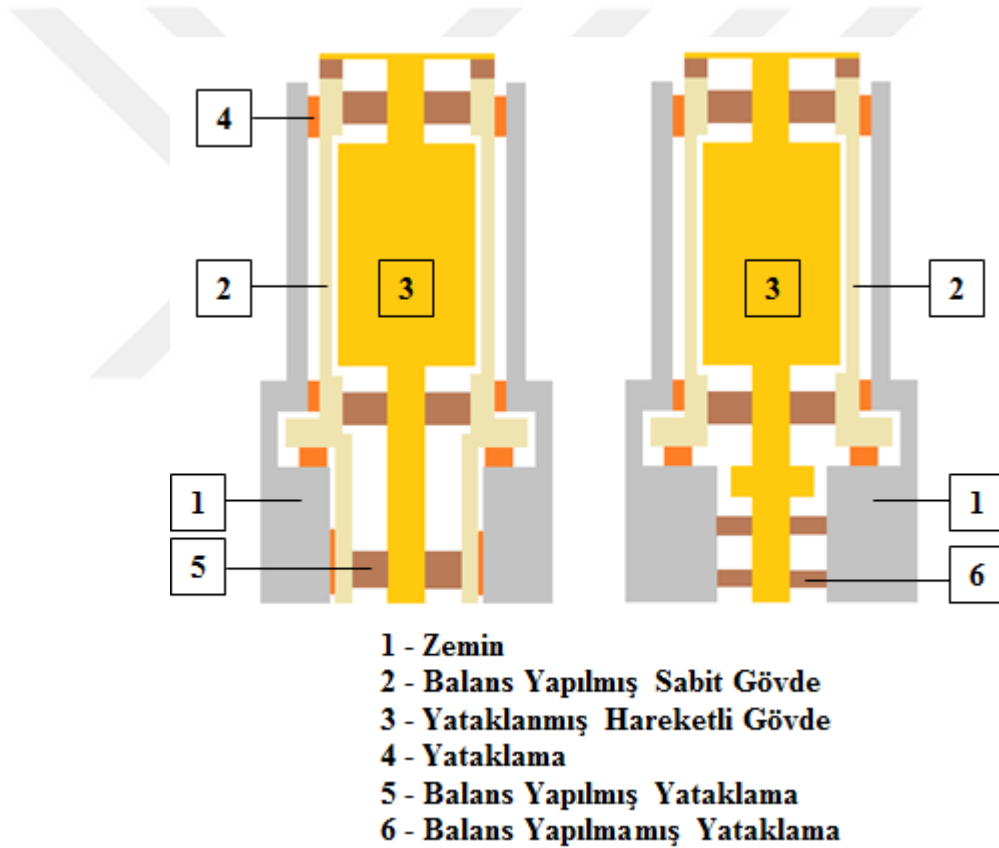 4
2
3
3
2
1
1
5
6
1 - Zemin
2 - Balans Yapılmış Sabit Gövde
3 - Yataklanmış Hareketli Gövde
4 - Yataklama
5 - Balans Yapılmış Yataklama
6 - Balans Yapılmamış Yataklama